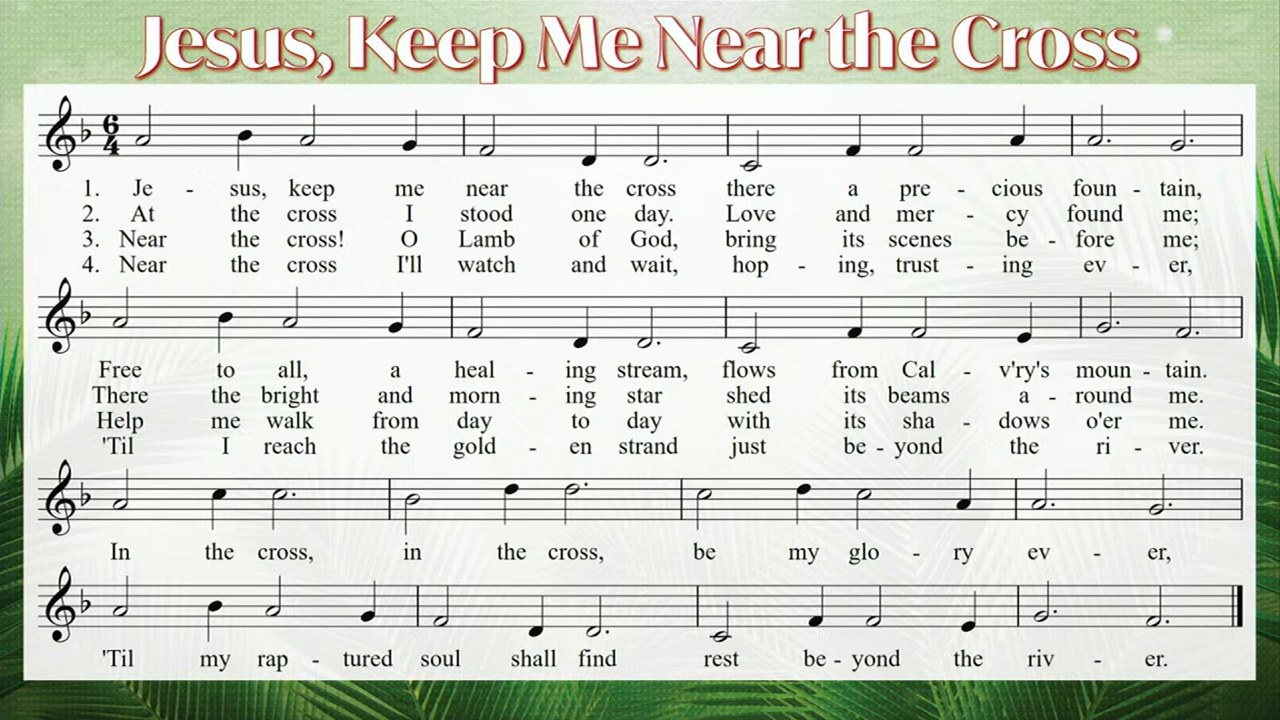 Jesus, Keep Me Near the Cross
6
4
1. Je - sus, keep me near the cross there a pre - cious foun - tain,
2. At the cross I stood one day. Love and mer - cy found me;
3. Near the cross! O Lamb of God, bring its scenes be - fore me;
4. Near the cross I'll watch and wait, hop - ing, trust - ing ev - er,
Free to all, a heal - ing stream, flows from Cal - v'ry's moun - tain.
There the bright and morn - ing star shed its beams a - round me.
Help me walk from day to day with its sha - dows o'er me.
'Til I reach the gold - en strand just be - yond the ri - ver.
In the cross, in the cross, be my glo - ry ev - er,
'Til my rap - tured soul shall find rest be - yond the riv - er.